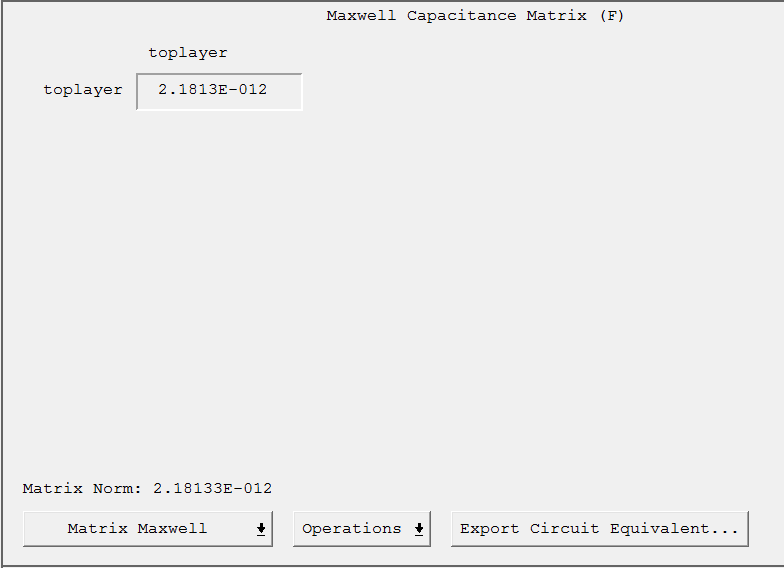 Maxwell Capacitance Matrix (F)
toplayer
toplayer 2.1813E-012
Matrix Norm: 2.18133E-012
Matrix Maxwell Operations Export Circuit Equivalent...